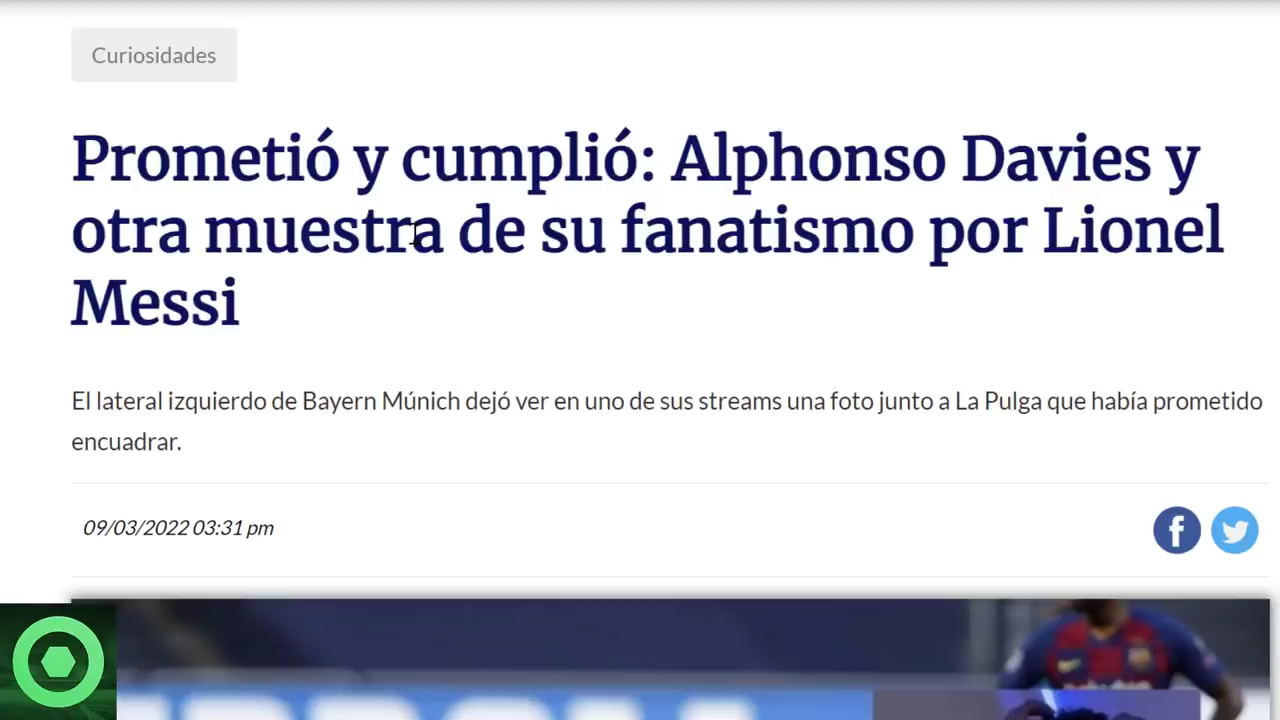 Curiosidades
Prometió y cumplió: Alphonso Davies y
otra muestra de su fanatismo por Lionel
Messi
El lateral izquierdo de Bayern Múnich dejó ver en uno de sus streams una foto junto a La Pulga que había prometido
encuadrar.
09/03/2022 03:31 pm